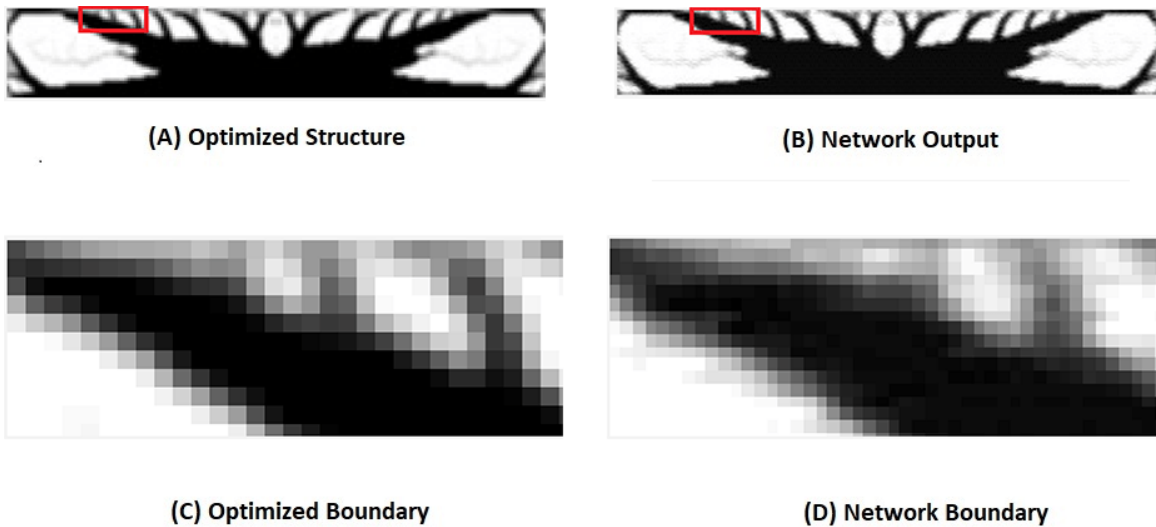 (A) Optimized Structure
(B) Network Output
(C) Optimized Boundary
(D) Network Boundary